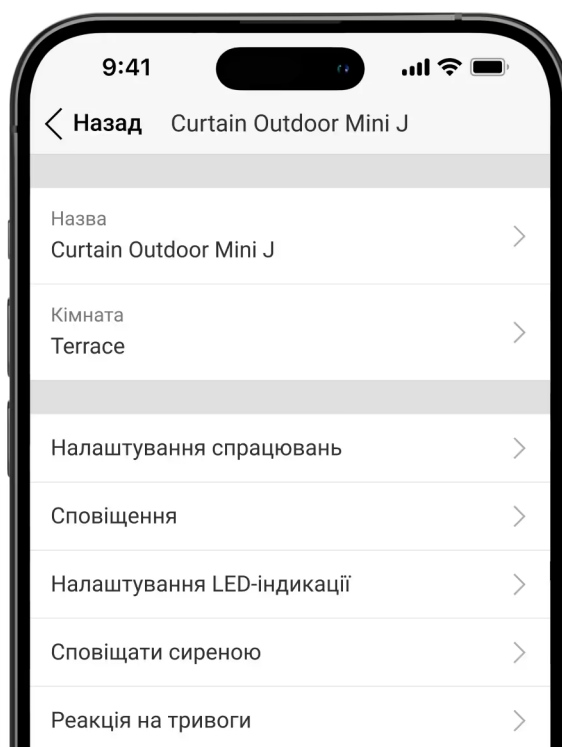 9:41
Назад Curtain Outdoor Mini J
Назва
Curtain Outdoor Mini J
Кімната
Terrace
Налаштування спрацювань
Сповіщення
Налаштування LED-індикації
Сповіщати сиреною
Реакція на тривоги